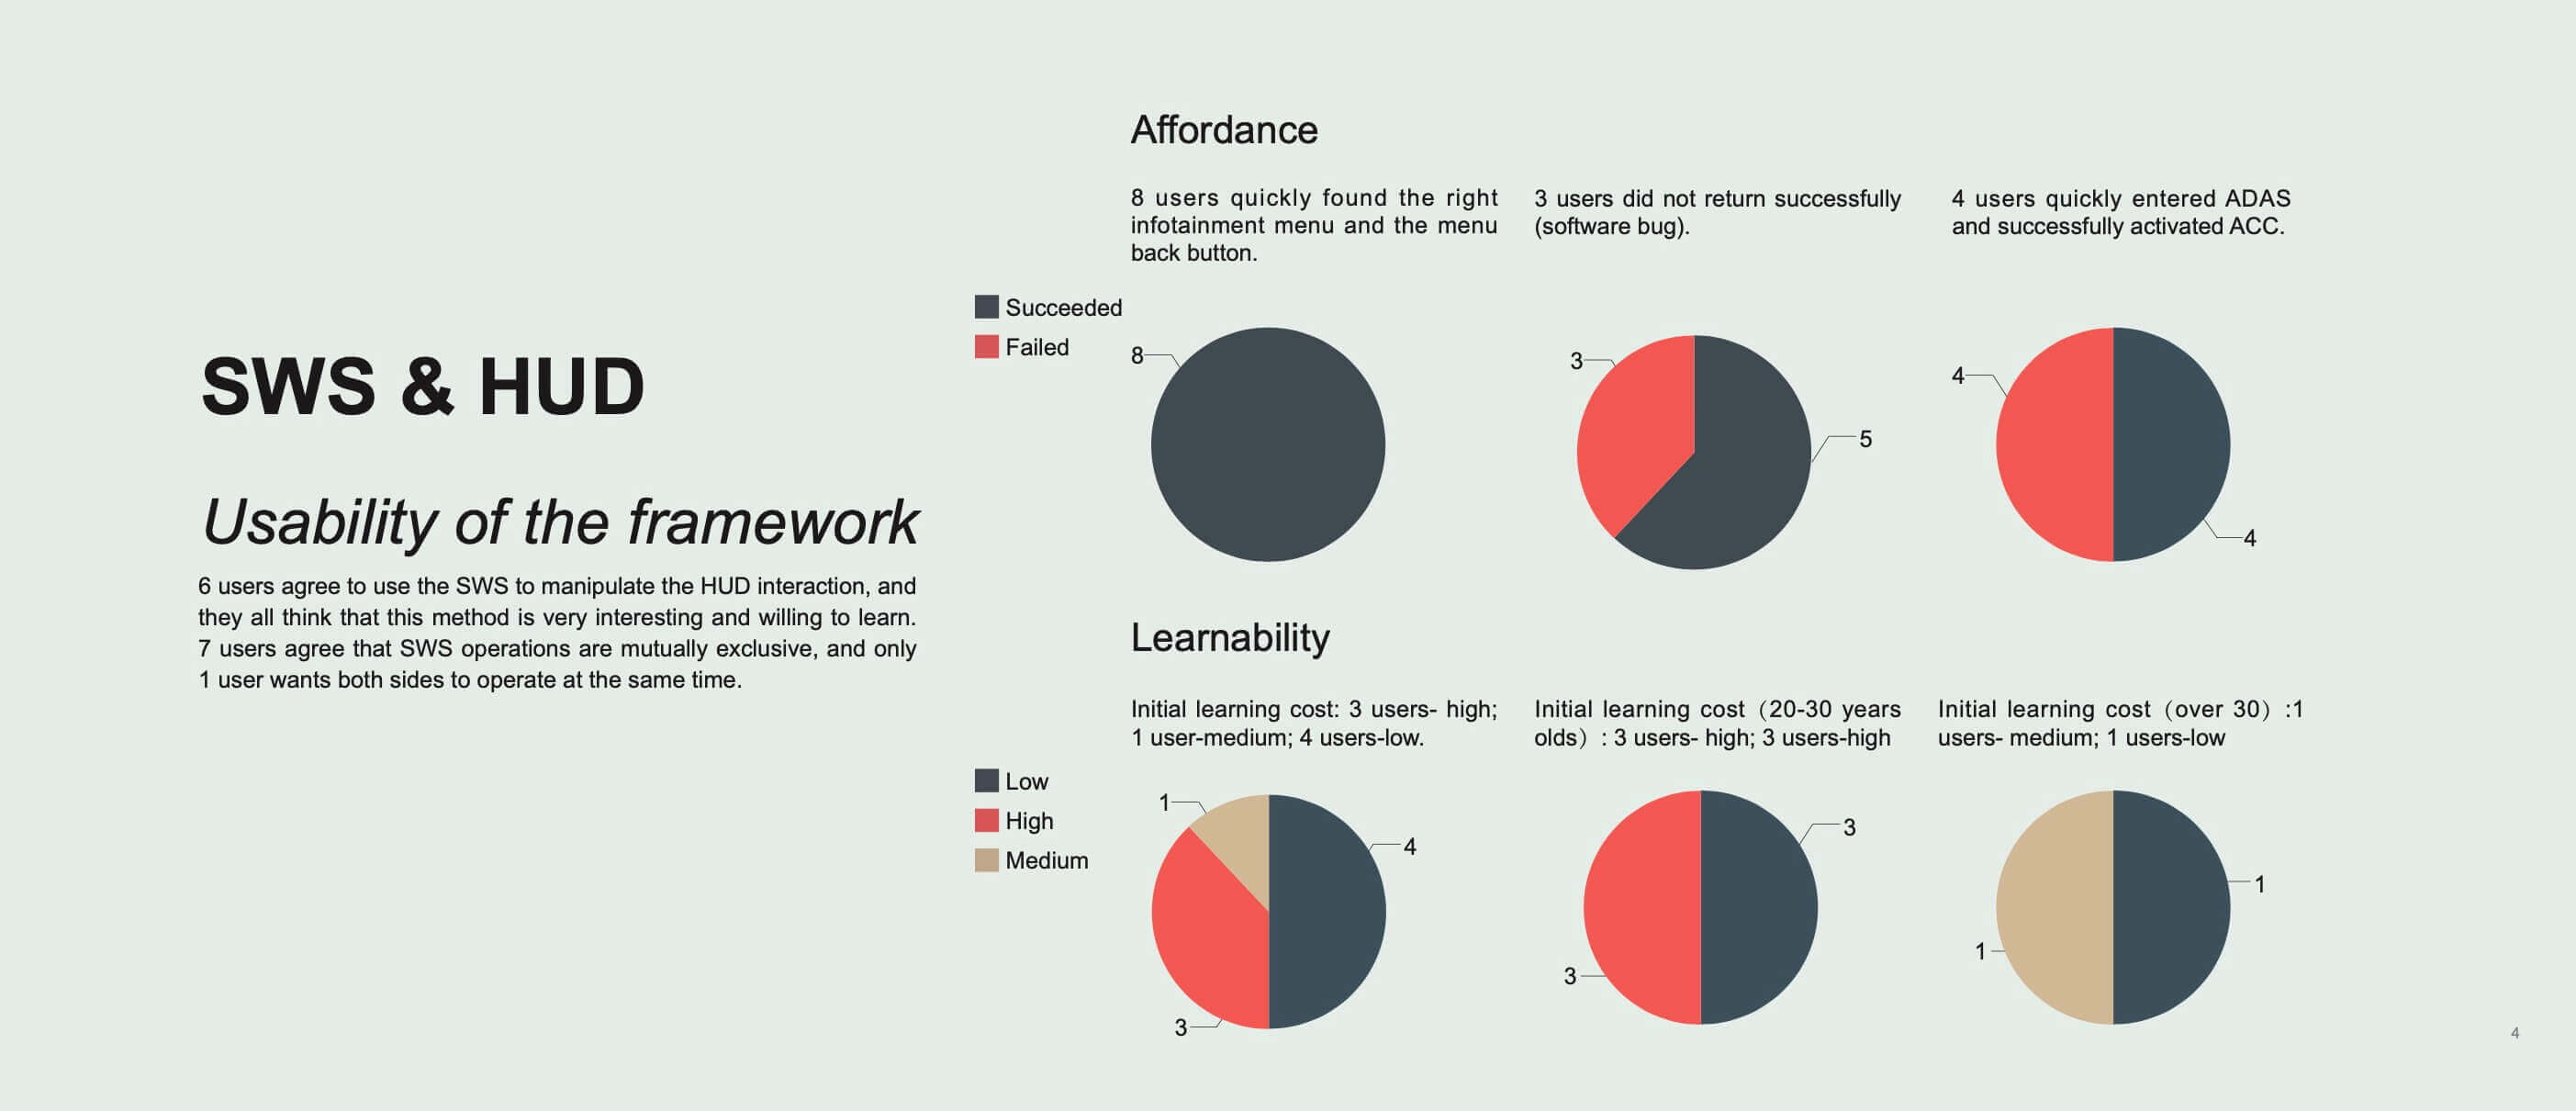 SWS & HUD
Usability of the framework
6 users agree to use the SWS to manipulate the HUD interaction, and
they all think that this method is very interesting and willing to learn.
7 users agree that SWS operations are mutually exclusive, and only
1 user wants both sides to operate at the same time.
Affordance
8 users quickly found the right
infotainment menu and the menu
back button.
3 users did not return successfully
(software bug).
4 users quickly entered ADAS
and successfully activated ACC.
Succeeded
Failed
8
3
5
4
4
Learnability
Initial learning cost: 3 users- high;
1 user-medium; 4 users-low.
Initial learning cost（20-30 years
olds）: 3 users- high; 3 users-high
Initial learning cost（over 30）:1
users- medium; 1 users-low
Low
High
Medium
1
4
3
3
3
1
1
4